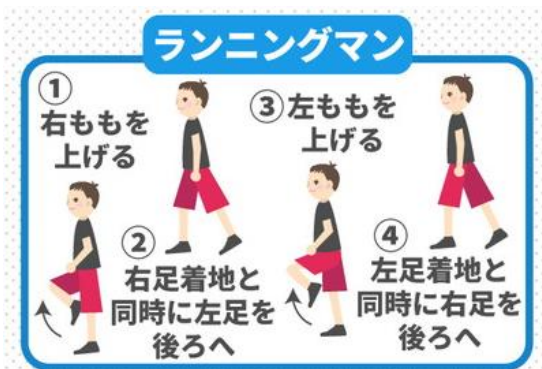 ランニングマン
①
右ももを
上げる
②
右足着地と
同時に左足を
後ろへ
③左ももを
上げる
④
左足着地と
同時に右足を
後ろへ